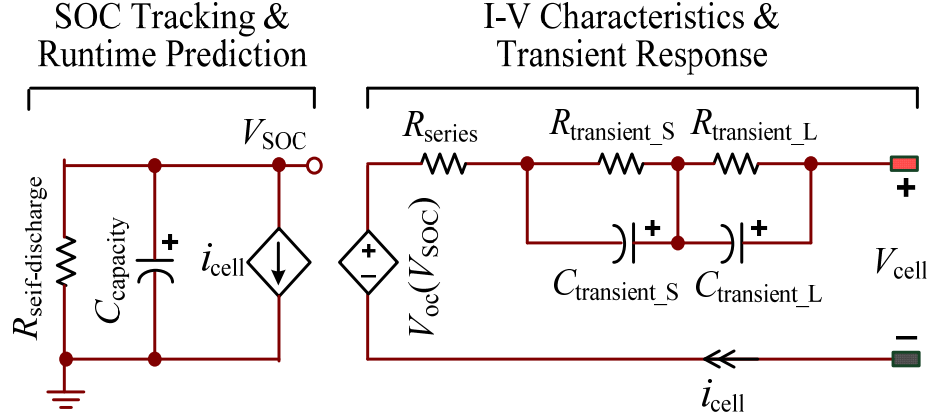 SOC Tracking &
Runtime Prediction
I-V Characteristics &
Transient Response
V_SOC
R_series
R_transient_S
R_transient_L
R_seif-discharge
C_capacity
+
i_cell
+
−
V_oc(V_SOC)
+
C_transient_S
+
C_transient_L
+
V_cell
−
i_cell